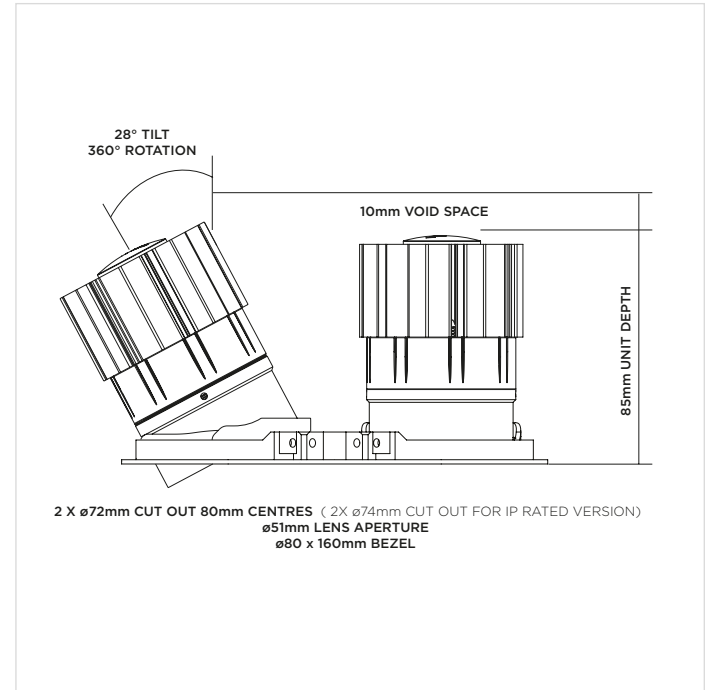 28° TILT
360° ROTATION
10mm VOID SPACE
85mm UNIT DEPTH
2 X ø72mm CUT OUT 80mm CENTRES ( 2X ø74mm CUT OUT FOR IP RATED VERSION)
ø51mm LENS APERTURE
ø80 x 160mm BEZEL